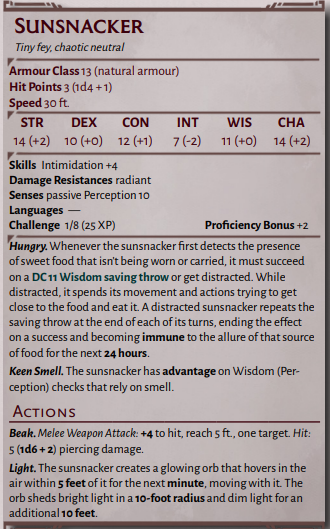 SUNSNACKER
Tiny fey, chaotic neutral
Armour Class 13 (natural armour)
Hit Points 3 (1d4 + 1)
Speed 30 ft.
STR DEX CON INT WIS CHA
14 (+2) 10 (+0) 12 (+1) 7 (-2) 11 (+0) 14 (+2)
Skills Intimidation +4
Damage Resistances radiant
Senses passive Perception 10
Languages —
Challenge 1/8 (25 XP) Proficiency Bonus +2
Hungry. Whenever the sunsnacker first detects the presence
of sweet food that isn't being worn or carried, it must succeed
on a DC 11 Wisdom saving throw or get distracted. While
distracted, it spends its movement and actions trying to get
close to the food and eat it. A distracted sunsnacker repeats the
saving throw at the end of each of its turns, ending the effect
on a success and becoming immune to the allure of that source
of food for the next 24 hours.
Keen Smell. The sunsnacker has advantage on Wisdom (Per-
ception) checks that rely on smell.
ACTIONS
Beak. Melee Weapon Attack: +4 to hit, reach 5 ft., one target. Hit:
5 (1d6 + 2) piercing damage.
Light. The sunsnacker creates a glowing orb that hovers in the
air within 5 feet of it for the next minute, moving with it. The
orb sheds bright light in a 10-foot radius and dim light for an
additional 10 feet.